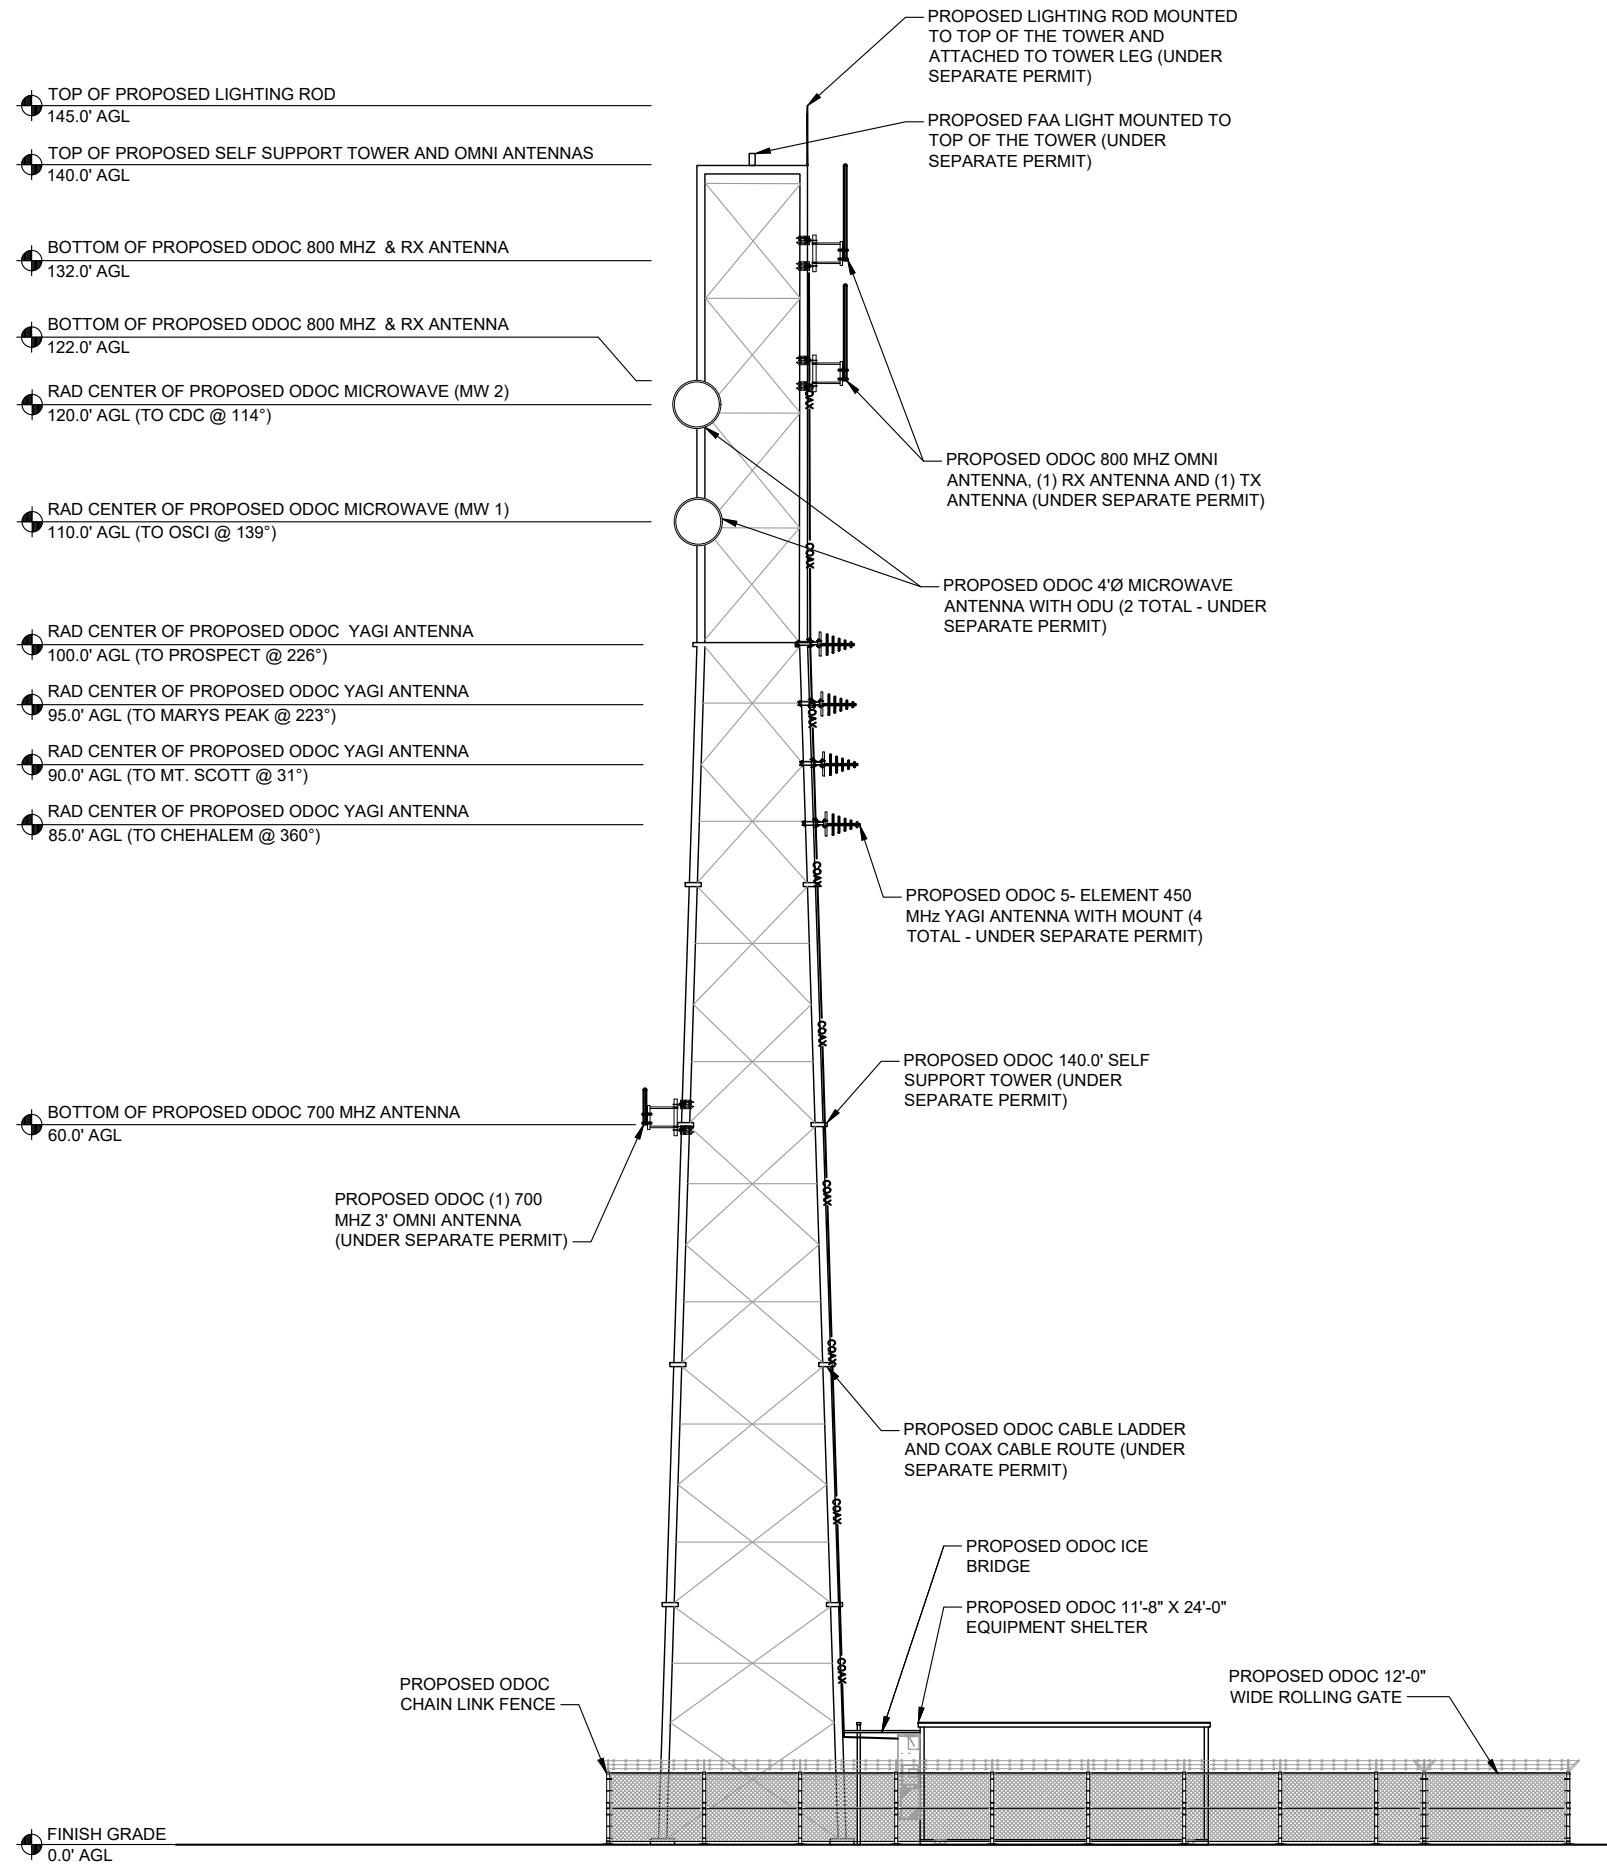 PROPOSED LIGHTING ROD MOUNTED
TO TOP OF THE TOWER AND
ATTACHED TO TOWER LEG (UNDER
SEPARATE PERMIT)
TOP OF PROPOSED LIGHTING ROD
145.0' AGL
PROPOSED FAA LIGHT MOUNTED TO
TOP OF THE TOWER (UNDER
SEPARATE PERMIT)
TOP OF PROPOSED SELF SUPPORT TOWER AND OMNI ANTENNAS
140.0' AGL
BOTTOM OF PROPOSED ODOC 800 MHZ & RX ANTENNA
132.0' AGL
BOTTOM OF PROPOSED ODOC 800 MHZ & RX ANTENNA
122.0' AGL
RAD CENTER OF PROPOSED ODOC MICROWAVE (MW 2)
120.0' AGL (TO CDC @ 114°)
COAX
PROPOSED ODOC 800 MHZ OMNI
ANTENNA, (1) RX ANTENNA AND (1) TX
ANTENNA (UNDER SEPARATE PERMIT)
RAD CENTER OF PROPOSED ODOC MICROWAVE (MW 1)
110.0' AGL (TO OSCI @ 139°)
COAX
PROPOSED ODOC 4'Ø MICROWAVE
ANTENNA WITH ODU (2 TOTAL - UNDER
SEPARATE PERMIT)
RAD CENTER OF PROPOSED ODOC YAGI ANTENNA
100.0' AGL (TO PROSPECT @ 226°)
RAD CENTER OF PROPOSED ODOC YAGI ANTENNA
95.0' AGL (TO MARYS PEAK @ 223°)
COAX
RAD CENTER OF PROPOSED ODOC YAGI ANTENNA
90.0' AGL (TO MT. SCOTT @ 31°)
RAD CENTER OF PROPOSED ODOC YAGI ANTENNA
85.0' AGL (TO CHEHALEM @ 360°)
COAX
PROPOSED ODOC 5- ELEMENT 450
MHz YAGI ANTENNA WITH MOUNT (4
TOTAL - UNDER SEPARATE PERMIT)
COAX
PROPOSED ODOC 140.0' SELF
SUPPORT TOWER (UNDER
SEPARATE PERMIT)
BOTTOM OF PROPOSED ODOC 700 MHZ ANTENNA
60.0' AGL
COAX
PROPOSED ODOC (1) 700
MHZ 3' OMNI ANTENNA
(UNDER SEPARATE PERMIT)
COAX
PROPOSED ODOC CABLE LADDER
AND COAX CABLE ROUTE (UNDER
SEPARATE PERMIT)
COAX
PROPOSED ODOC ICE
BRIDGE
PROPOSED ODOC 11'-8" X 24'-0"
EQUIPMENT SHELTER
COAX
PROPOSED ODOC
CHAIN LINK FENCE
PROPOSED ODOC 12'-0"
WIDE ROLLING GATE
FINISH GRADE
0.0' AGL